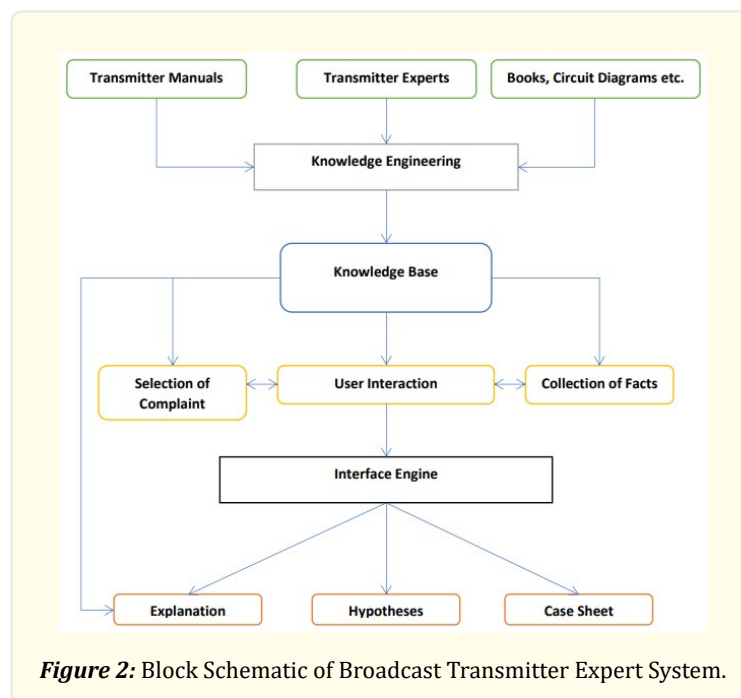 Transmitter Manuals
Transmitter Experts
Books, Circuit Diagrams etc.
Knowledge Engineering
Knowledge Base
Selection of
Complaint
User Interaction
Collection of Facts
Interface Engine
Explanation
Hypotheses
Case Sheet
Figure 2: Block Schematic of Broadcast Transmitter Expert System.